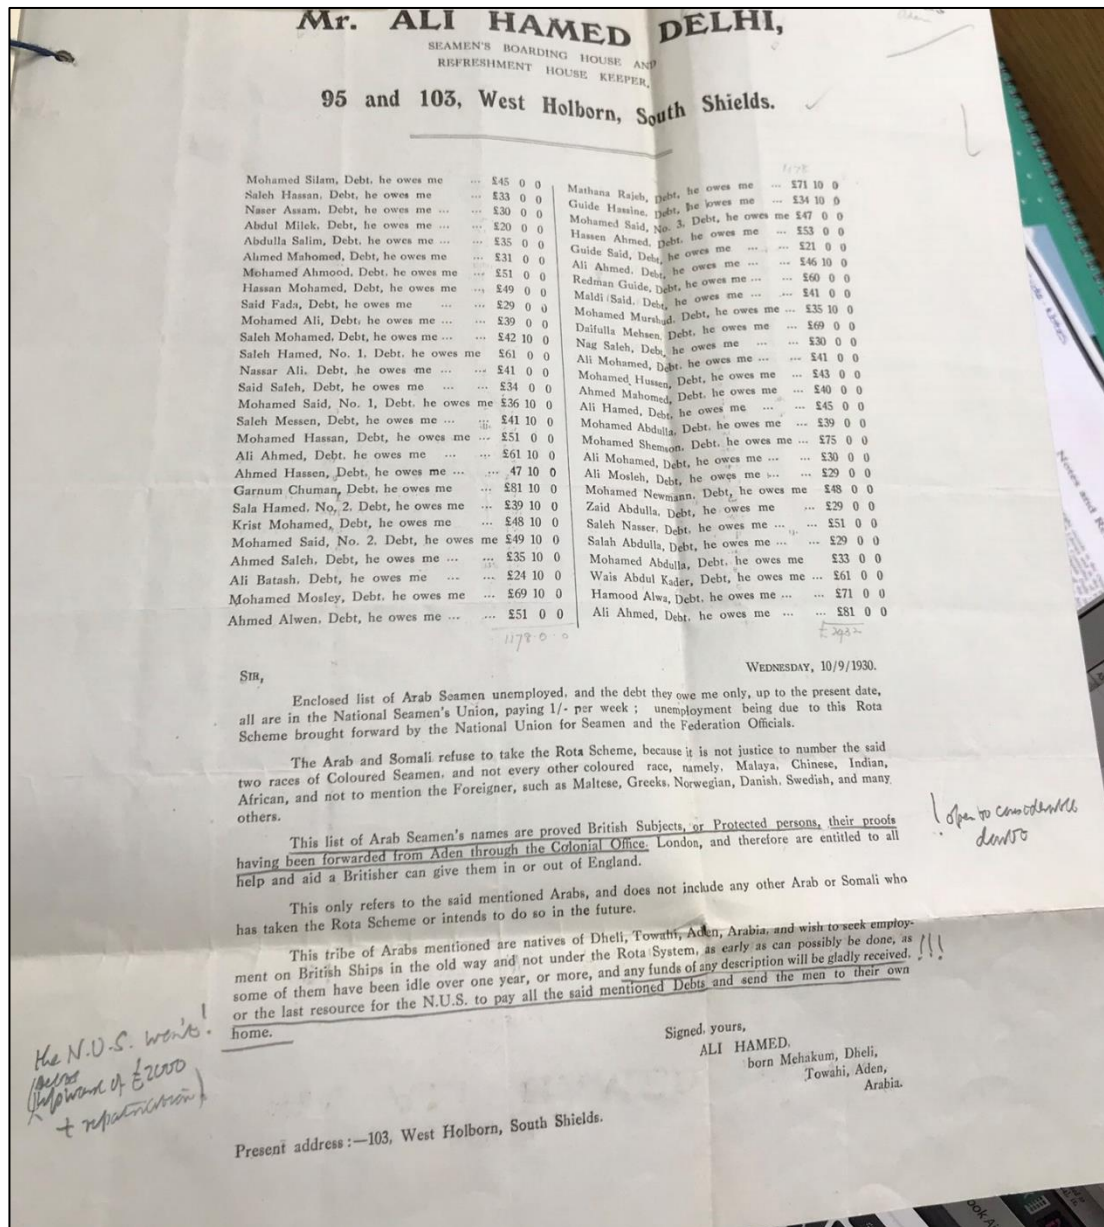 Mr. ALI HAMED DELHI,
SEAMEN'S BOARDING HOUSE AND
REFRESHMENT HOUSE KEEPER,
95 and 103, West Holborn, South Shields.
Mohamed Silam, Debt. he owes me ... £45 0 0
Saleh Hassan, Debt. he owes me ... £33 0 0
Naser Assam, Debt, he owes me ... ... £30 0 0
Abdul Milek, Debt, he owes me ... £20 0 0
Abdulla Salim, Debt, he owes me ... ... £35 0 0
Ahmed Mahomed, Debt, he owes me ... £31 0 0
Mohamed Ahmood, Debt. he owes me ... £51 0 0
Hassan Mohamed, Debt, he owes me ... £49 0 0
Said Fada, Debt, he owes me ... ... £29 0 0
Mohamed Ali, Debt, he owes me ... ... £39 0 0
Saleh Mohamed, Debt, he owes me ... ... £42 10 0
Saleh Hamed, No. 1, Debt. he owes me £61 0 0
Nassar Ali, Debt, he owes me ... ... £41 0 0
Said Saleh, Debt, he owes me ... ... £34 0 0
Mohamed Said, No. 1, Debt. he owes me £36 10 0
Saleh Messen, Debt, he owes me ... ... £41 10 0
Mohamed Hassan, Debt, he owes me ... £51 0 0
Ali Ahmed, Debt. he owes me ... ... £61 10 0
Ahmed Hassen, Debt, he owes me ... ... 47 10 0
Garnum Chuman, Debt. he owes me ... £81 10 0
Sala Hamed, No. 2. Debt, he owes me ... £39 10 0
Krist Mohamed, Debt, he owes me ... £48 10 0
Mohamed Said, No. 2. Debt, he owes me £49 10 0
Ahmed Saleh, Debt, he owes me ... ... £35 10 0
Ali Batash, Debt, he owes me ... ... £24 10 0
Mohamed Mosley, Debt. he owes me ... £69 10 0
Ahmed Alwen, Debt, he owes me ... ... £51 0 0
1178 . 0 . 0
1178
Mathana Rajeb, Debt, he owes me ... £71 10 0
Guide Hassine, Debt, he owes me ... £34 10 0
Mohamed Said, No. 3, Debt, he owes me £47 0 0
Hassen Ahmed, Debt, he owes me ... £53 0 0
Guide Said, Debt, he owes me ... ... £21 0 0
Ali Ahmed, Debt, he owes me ... ... £46 10 0
Redman Guide, Debt, he owes me ... £60 0 0
Maldi Said, Debt, he owes me ... ... £41 0 0
Mohamed Murshud, Debt, he owes me ... £35 10 0
Daifulla Mehsen, Debt, he owes me ... £69 0 0
Nag Saleh, Debt, he owes me ... ... £30 0 0
Ali Mohamed, Debt, he owes me ... ... £41 0 0
Mohamed Hussen, Debt, he owes me ... £43 0 0
Ahmed Mahomed, Debt, he owes me ... £40 0 0
Ali Hamed, Debt, he owes me ... ... £45 0 0
Mohamed Abdulla, Debt, he owes me ... £39 0 0
Mohamed Shemson, Debt. he owes me ... £75 0 0
Ali Mohamed, Debt, he owes me ... ... £30 0 0
Ali Mosleh, Debt, he owes me ... ... £29 0 0
Mohamed Newmann, Debt, he owes me £48 0 0
Zaid Abdulla, Debt, he owes me ... £29 0 0
Saleh Nasser, Debt, he owes me ... ... £51 0 0
Salah Abdulla, Debt, he owes me ... ... £29 0 0
Mohamed Abdulla, Debt, he owes me £33 0 0
Wais Abdul Kader, Debt, he owes me ... £61 0 0
Hamood Alwa, Debt, he owes me ... ... £71 0 0
Ali Ahmed, Debt, he owes me ... ... £81 0 0
WEDNESDAY, 10/9/1930.
SIR,
Enclosed list of Arab Seamen unemployed, and the debt they owe me only, up to the present date,
all are in the National Seamen's Union, paying 1/- per week ; unemployment being due to this Rota
Scheme brought forward by the National Union for Seamen and the Federation Officials.
The Arab and Somali refuse to take the Rota Scheme, because it is not justice to number the said
two races of Coloured Seamen, and not every other coloured race, namely, Malaya, Chinese, Indian,
African, and not to mention the Foreigner, such as Maltese, Greeks, Norwegian, Danish, Swedish, and many
others.
This list of Arab Seamen's names are proved British Subjects, or Protected persons, their proofs
having been forwarded from Aden through the Colonial Office, London, and therefore are entitled to all
help and aid a Britisher can give them in or out of England.
! open to considerable
doubt
This only refers to the said mentioned Arabs, and does not include any other Arab or Somali who
has taken the Rota Scheme or intends to do so in the future.
This tribe of Arabs mentioned are natives of Dheli, Towahi, Aden, Arabia, and wish to seek employ-
ment on British Ships in the old way and not under the Rota System, as early as can possibly be done, as
some of them have been idle over one year, or more, and any funds of any description will be gladly received, !!!
or the last resource for the N.U.S. to pay all the said mentioned Debts and send the men to their own
home.
the N.U.S. won't!
upward of £2000
+ repatriation)
Signed, yours,
ALI HAMED,
born Mehakum, Dheli,
Towahi, Aden,
Arabia.
Present address :—103, West Holborn, South Shields.
Notes and